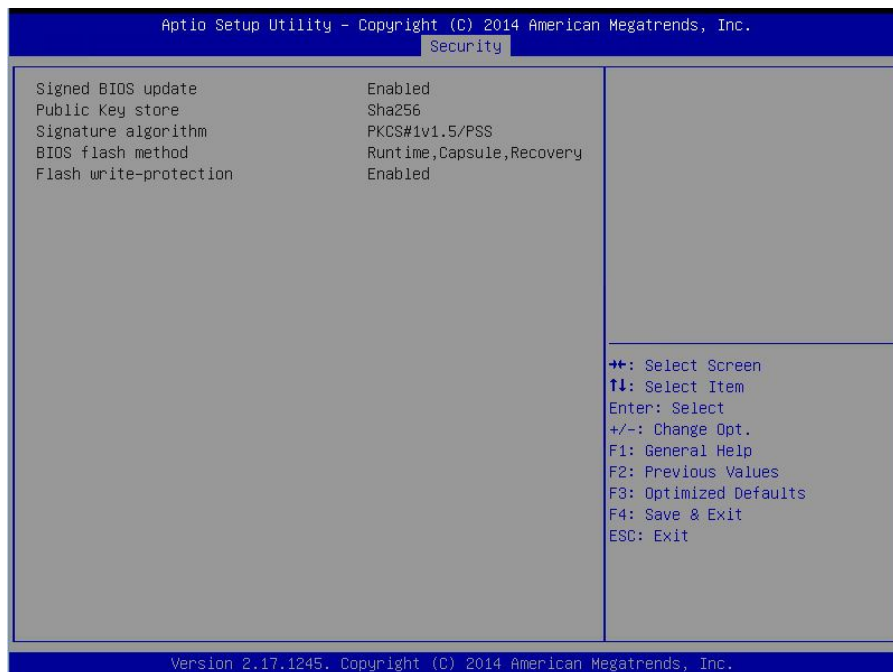 Aptio Setup Utility – Copyright (C) 2014 American Megatrends, Inc.
Security
Signed BIOS update Enabled
Public Key store Sha256
Signature algorithm PKCS#1v1.5/PSS
BIOS flash method Runtime,Capsule,Recovery
Flash write-protection Enabled
→←: Select Screen
↑↓: Select Item
Enter: Select
+/-: Change Opt.
F1: General Help
F2: Previous Values
F3: Optimized Defaults
F4: Save & Exit
ESC: Exit
Version 2.17.1245. Copyright (C) 2014 American Megatrends, Inc.